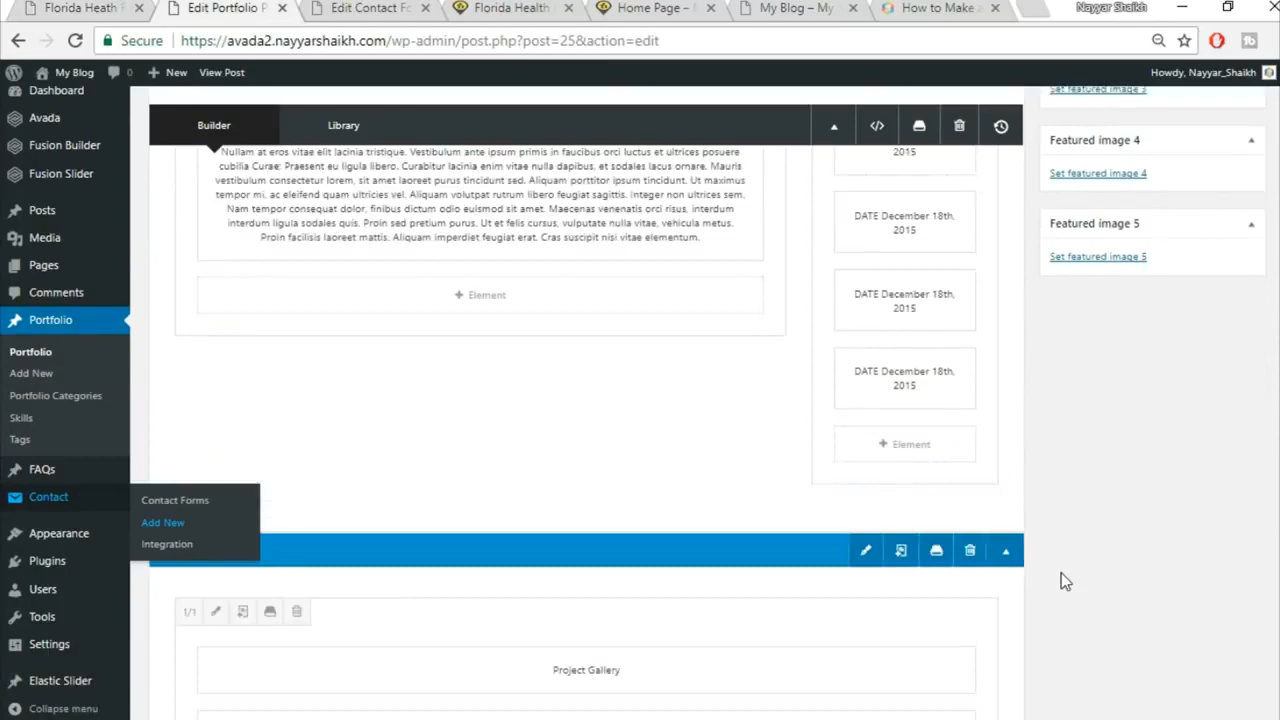 Florida Heath F
Edit Portfolio P
Edit Contact Fo
Florida Health
Home Page –
My Blog – My
How to Make a
Nayyar Shaikh
Secure
https://avada2.nayyarshaikh.com/wp-admin/post.php?post=25&action=edit
My Blog
0
New
View Post
Howdy, Nayyar_Shaikh
Dashboard
Avada
Fusion Builder
Fusion Slider
Posts
Media
Pages
Comments
Portfolio
Portfolio
Add New
Portfolio Categories
Skills
Tags
FAQs
Contact
Contact Forms
Add New
Integration
Appearance
Plugins
Users
Tools
Settings
Elastic Slider
Collapse menu
Builder
Library
</>
Nullam at eros vitae elit lacinia tristique. Vestibulum ante ipsum primis in faucibus orci luctus et ultrices posuere
cubilia Curae; Praesent eu ligula libero. Curabitur lacinia enim vitae nulla dapibus, et sodales lacus ornare. Mauris
vestibulum consectetur lorem, sit amet laoreet purus tincidunt sed. Aliquam porttitor ipsum tincidunt. Ut maximus
tempor mi, ac eleifend quam ultricies vel. Aliquam volutpat rutrum libero feugiat sagittis. Integer non ultrices sem.
Nam tempor consequat dolor, finibus dictum odio euismod sit amet. Maecenas venenatis orci risus, interdum
interdum ligula sodales quis. Proin sed pretium purus. Ut et felis cursus, vulputate nulla vitae, vehicula metus.
Proin facilisis laoreet mattis. Aliquam imperdiet feugiat erat. Cras suscipit nisi vitae elementum.
+ Element
2015
DATE December 18th,
2015
DATE December 18th,
2015
DATE December 18th,
2015
+ Element
1/1
Project Gallery
Set featured image 3
Featured image 4
Set featured image 4
Featured image 5
Set featured image 5